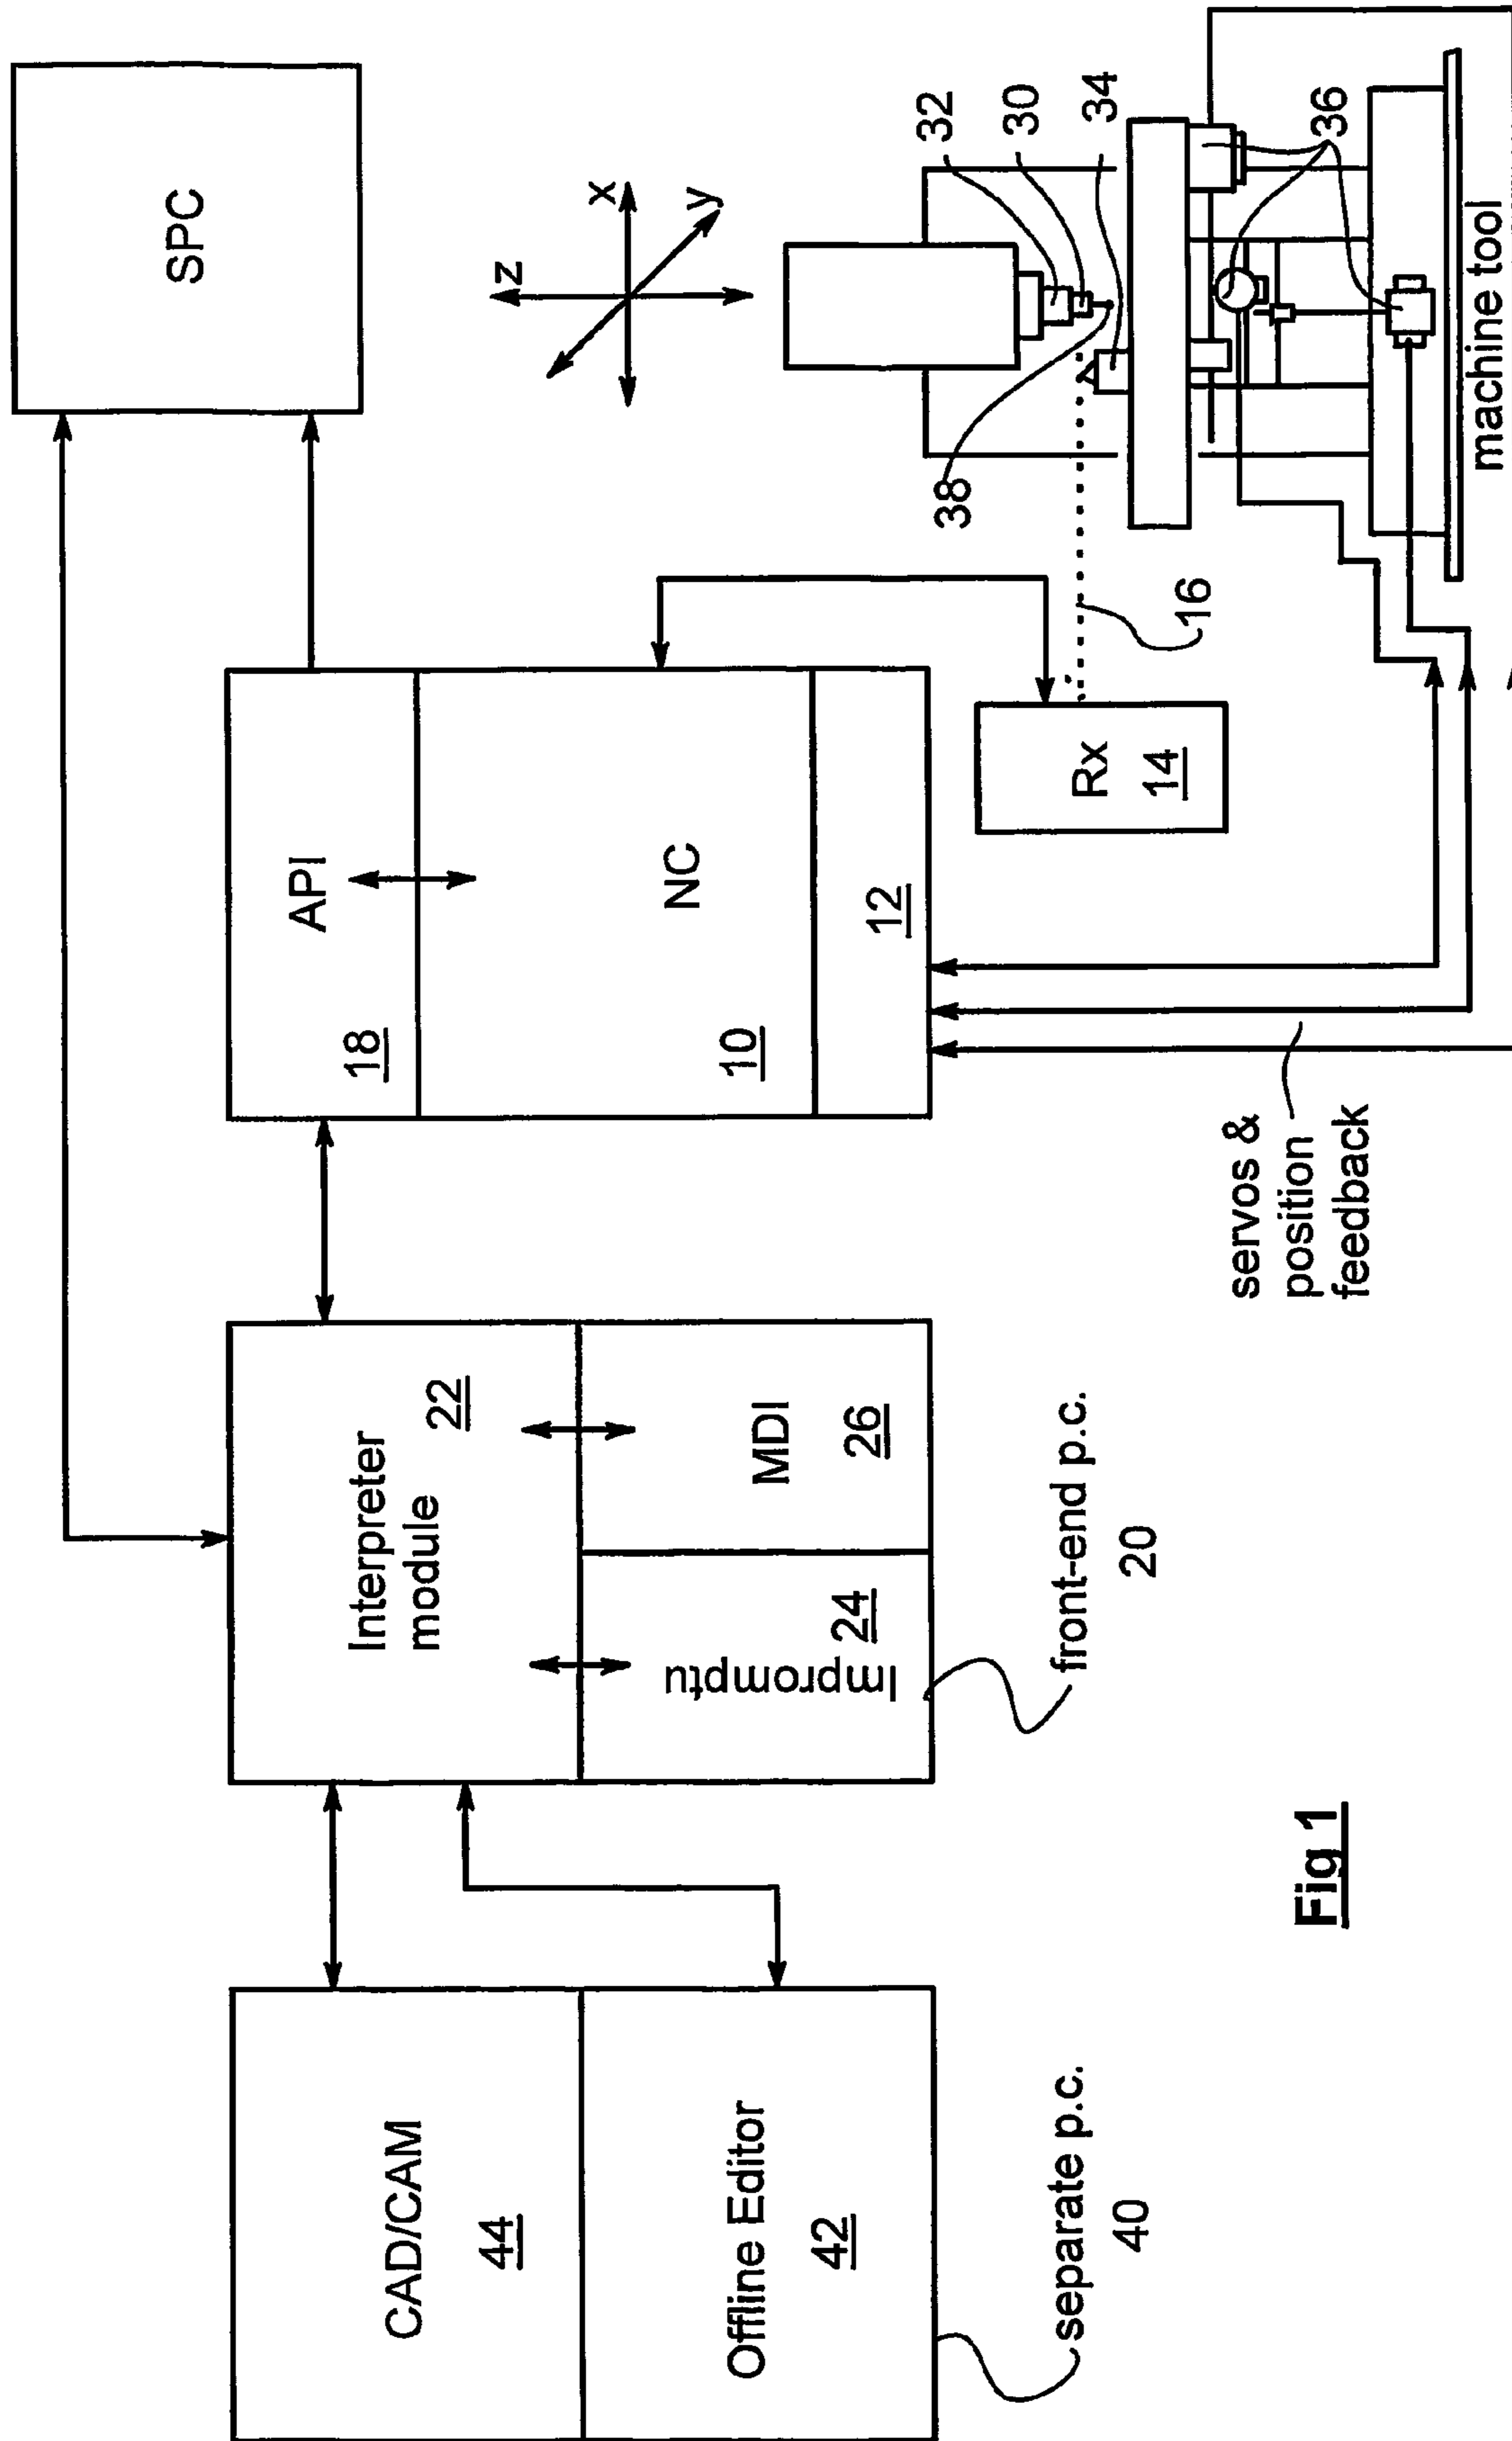 CAD/CAM
44
Offline Editor
42
separate p.c.
40
Interpreter
module
22
Impromptu
24
MDI
26
front-end p.c.
20
API
18
NC
10
12
Rx
14
16
servos &
position
feedback
SPC
z
x
y
32
30
34
38
36
machine tool
Fig 1